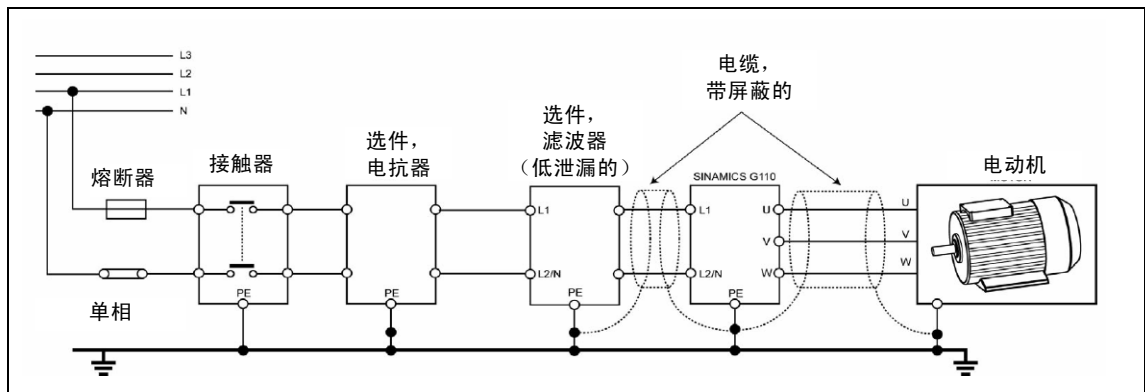 L3
L2
L1
N
电缆，
带屏蔽的
选件，
滤波器
（低泄漏的）
选件，
电抗器
接触器
熔断器
电动机
SINAMICS G110
L1
L1
U
U
V
V
W
W
L2/N
L2/N
PE
PE
PE
PE
单相